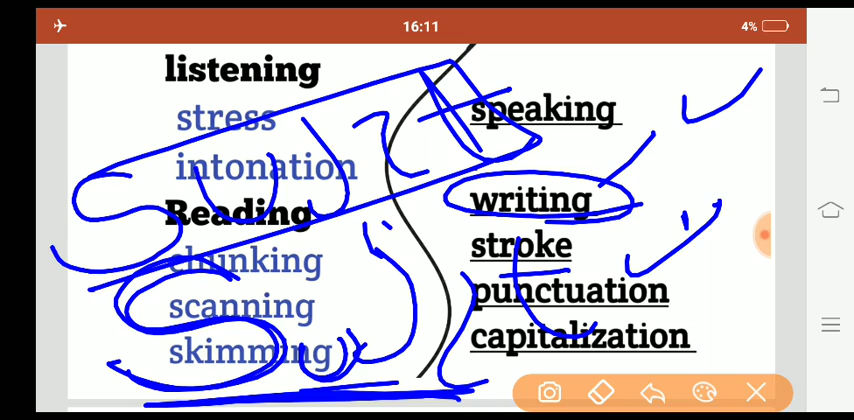 16:11
4%
listening
stress
intonation
Reading
chunking
scanning
skimming
speaking
writing
stroke
punctuation
capitalization